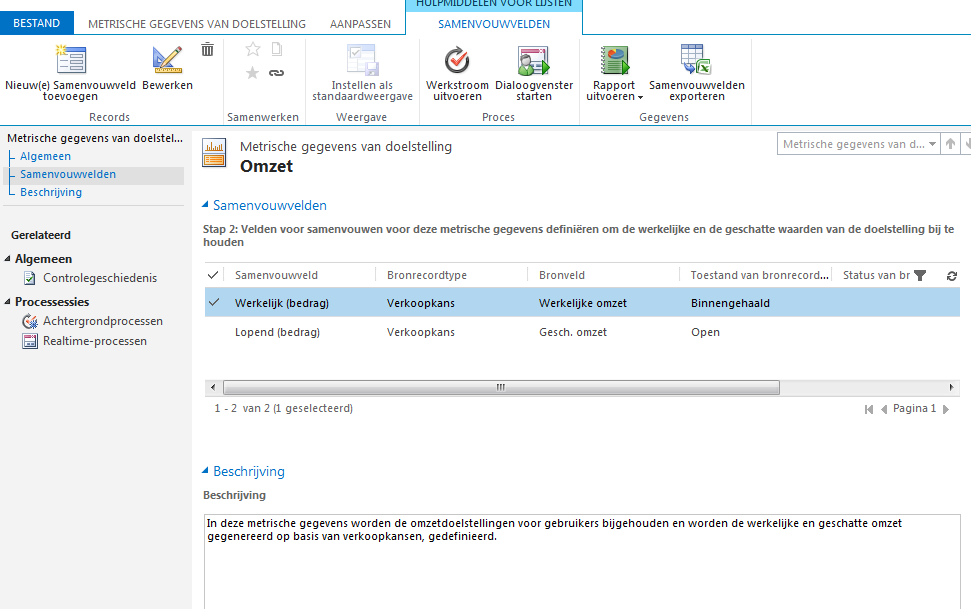 HULPMIDDELEN VOOR LIJSTEN
BESTAND METRISCHE GEGEVENS VAN DOELSTELLING AANPASSEN SAMENVOUWVELDEN
Nieuw(e) Samenvouwveld toevoegen
Bewerken
Instellen als standaardweergave
Werkstroom uitvoeren
Dialoogvenster starten
Rapport uitvoeren
Samenvouwvelden exporteren
Records Samenwerken Weergave Proces Gegevens
Metrische gegevens van doelstel...
Algemeen
Samenvouwvelden
Beschrijving
Gerelateerd
Algemeen
Controlegeschiedenis
Processessies
Achtergrondprocessen
Realtime-processen
Metrische gegevens van doelstelling
Omzet
Metrische gegevens van d...
Samenvouwvelden
Stap 2: Velden voor samenvouwen voor deze metrische gegevens definiëren om de werkelijke en de geschatte waarden van de doelstelling bij te
houden
Samenvouwveld Bronrecordtype Bronveld Toestand van bronrecord... Status van br
Werkelijk (bedrag) Verkoopkans Werkelijke omzet Binnengehaald
Lopend (bedrag) Verkoopkans Gesch. omzet Open
1 - 2 van 2 (1 geselecteerd)
Pagina 1
Beschrijving
Beschrijving
In deze metrische gegevens worden de omzetdoelstellingen voor gebruikers bijgehouden en worden de werkelijke en geschatte omzet
gegenereerd op basis van verkoopkansen, gedefinieerd.